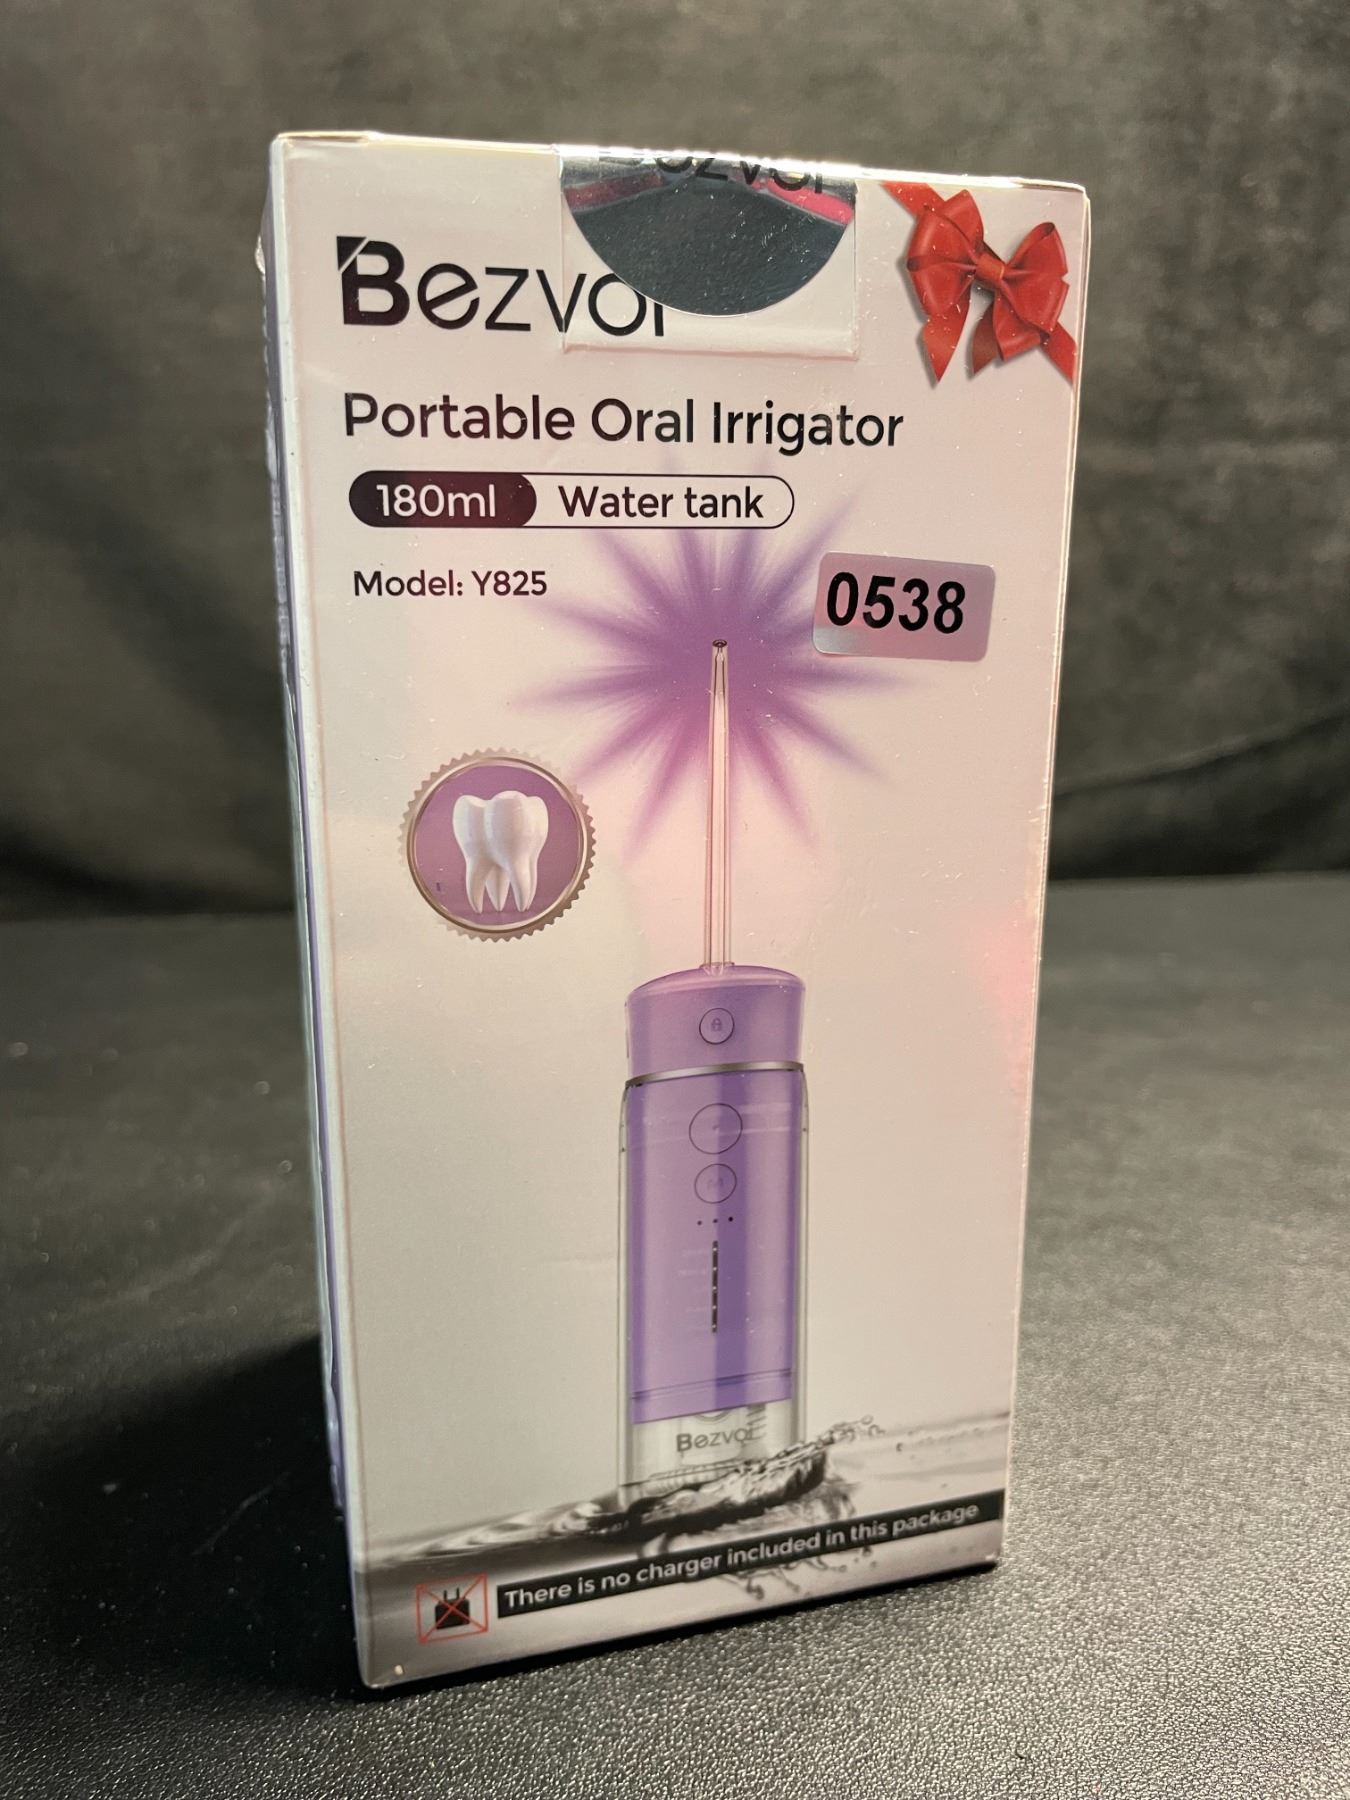 Bezvoi
Portable Oral Irrigator
180ml Water tank
Model: Y825
0538
M
Bezvoi
There is no charger included in this package